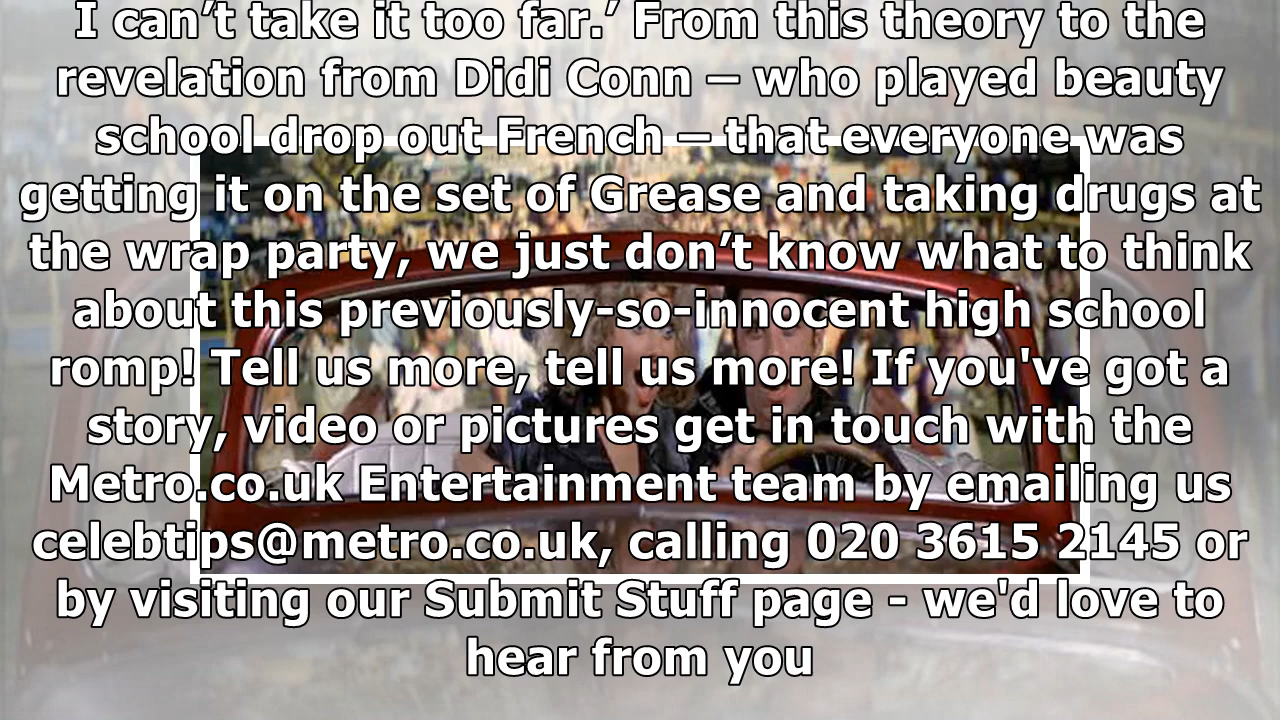 I can’t take it too far.’ From this theory to the
revelation from Didi Conn – who played beauty
school drop out French – that everyone was
getting it on the set of Grease and taking drugs at
the wrap party, we just don’t know what to think
about this previously-so-innocent high school
romp! Tell us more, tell us more! If you've got a
story, video or pictures get in touch with the
Metro.co.uk Entertainment team by emailing us
celebtips@metro.co.uk, calling 020 3615 2145 or
by visiting our Submit Stuff page - we'd love to
hear from you